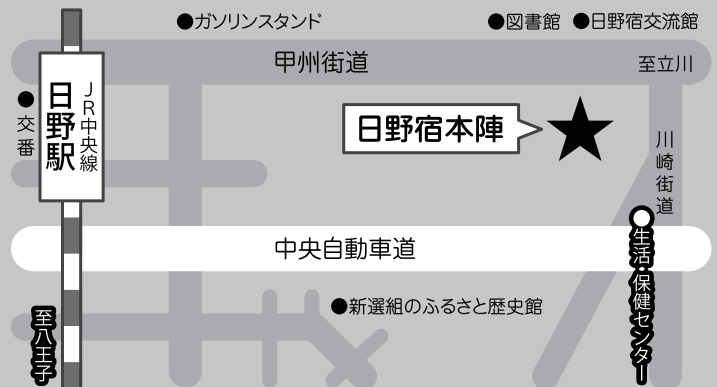 ●ガソリンスタンド
●図書館
●日野宿交流館
甲州街道
至立川
JR中央線
日野駅
●交番
日野宿本陣
川崎街道
中央自動車道
生活・保健センター
●新選組のふるさと歴史館
至八王子